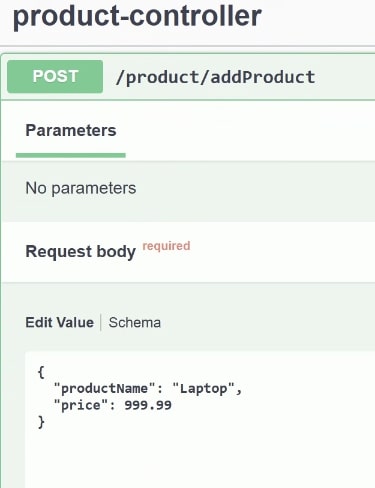 product-controller
POST /product/addProduct
Parameters
No parameters
Request body required
Edit Value | Schema
{
  "productName": "Laptop",
  "price": 999.99
}